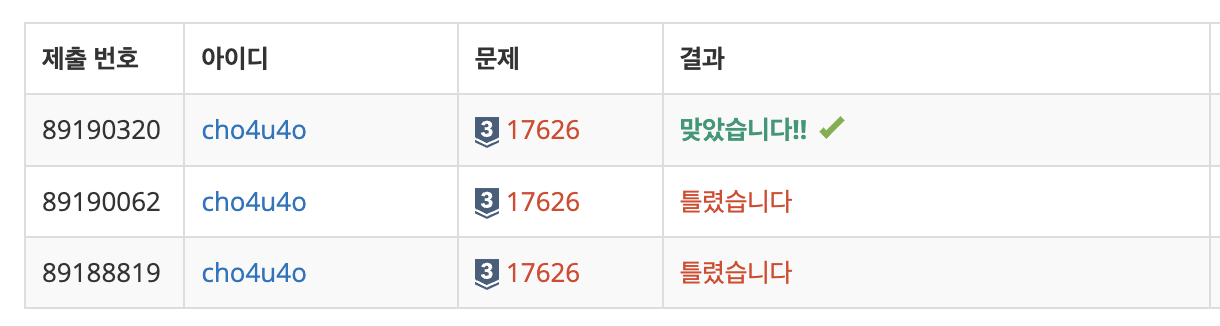 제출 번호 아이디 문제 결과
89190320 cho4u4o 3 17626 맞았습니다!!
89190062 cho4u4o 3 17626 틀렸습니다
89188819 cho4u4o 3 17626 틀렸습니다